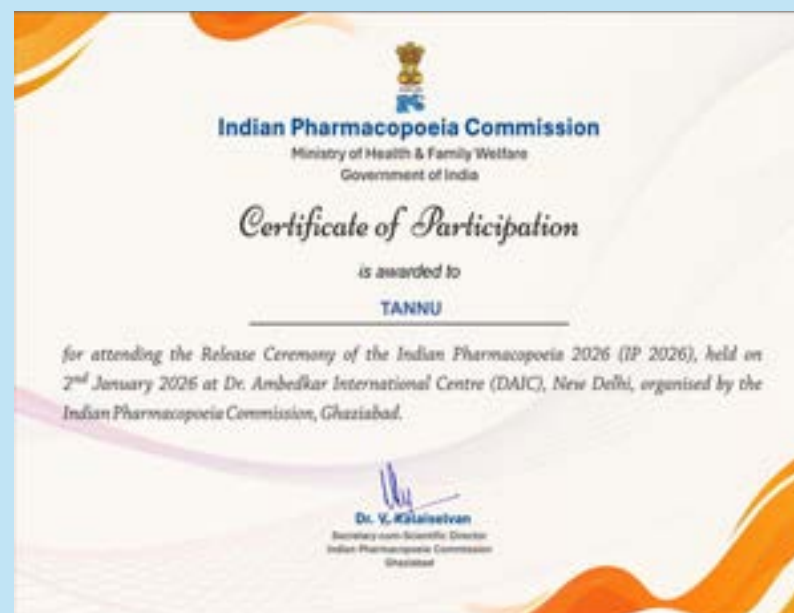 Indian Pharmacopoeia Commission
Ministry of Health & Family Welfare
Government of India
Certificate of Participation
is awarded to
TANNU
for attending the Release Ceremony of the Indian Pharmacopoeia 2026 (IP 2026), held on
2nd January 2026 at Dr. Ambedkar International Centre (DAIC), New Delhi, organised by the
Indian Pharmacopoeia Commission, Ghaziabad.
Dr. V. Kalaiselvan
Secretary-cum-Scientific Director
Indian Pharmacopoeia Commission
Ghaziabad